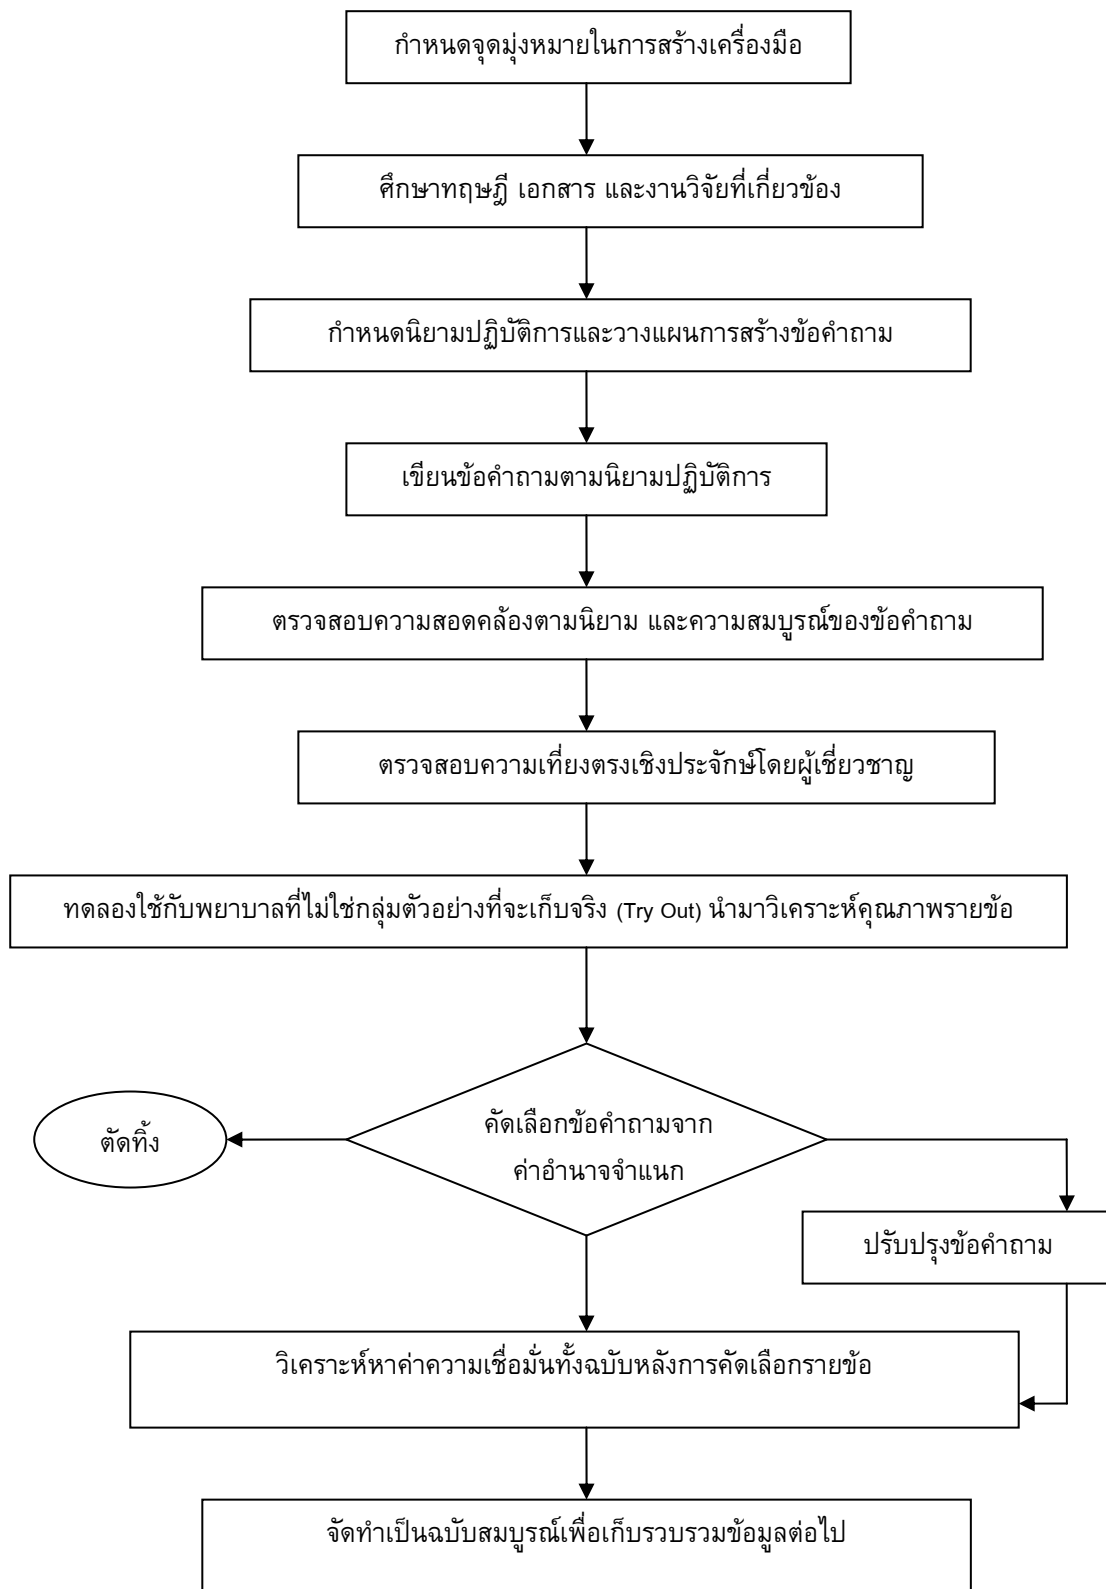 กำหนดจุดมุ่งหมายในการสร้างเครื่องมือ
ศึกษาทฤษฎี เอกสาร และงานวิจัยที่เกี่ยวข้อง
กำหนดนิยามปฏิบัติการและวางแผนการสร้างข้อคำถาม
เขียนข้อคำถามตามนิยามปฏิบัติการ
ตรวจสอบความสอดคล้องตามนิยาม และความสมบูรณ์ของข้อคำถาม
ตรวจสอบความเที่ยงตรงเชิงประจักษ์โดยผู้เชี่ยวชาญ
ทดลองใช้กับพยาบาลที่ไม่ใช่กลุ่มตัวอย่างที่จะเก็บจริง (Try Out) นำมาวิเคราะห์คุณภาพรายข้อ
คัดเลือกข้อคำถามจาก
ค่าอำนาจจำแนก
ตัดทิ้ง
ปรับปรุงข้อคำถาม
วิเคราะห์หาค่าความเชื่อมั่นทั้งฉบับหลังการคัดเลือกรายข้อ
จัดทำเป็นฉบับสมบูรณ์เพื่อเก็บรวบรวมข้อมูลต่อไป